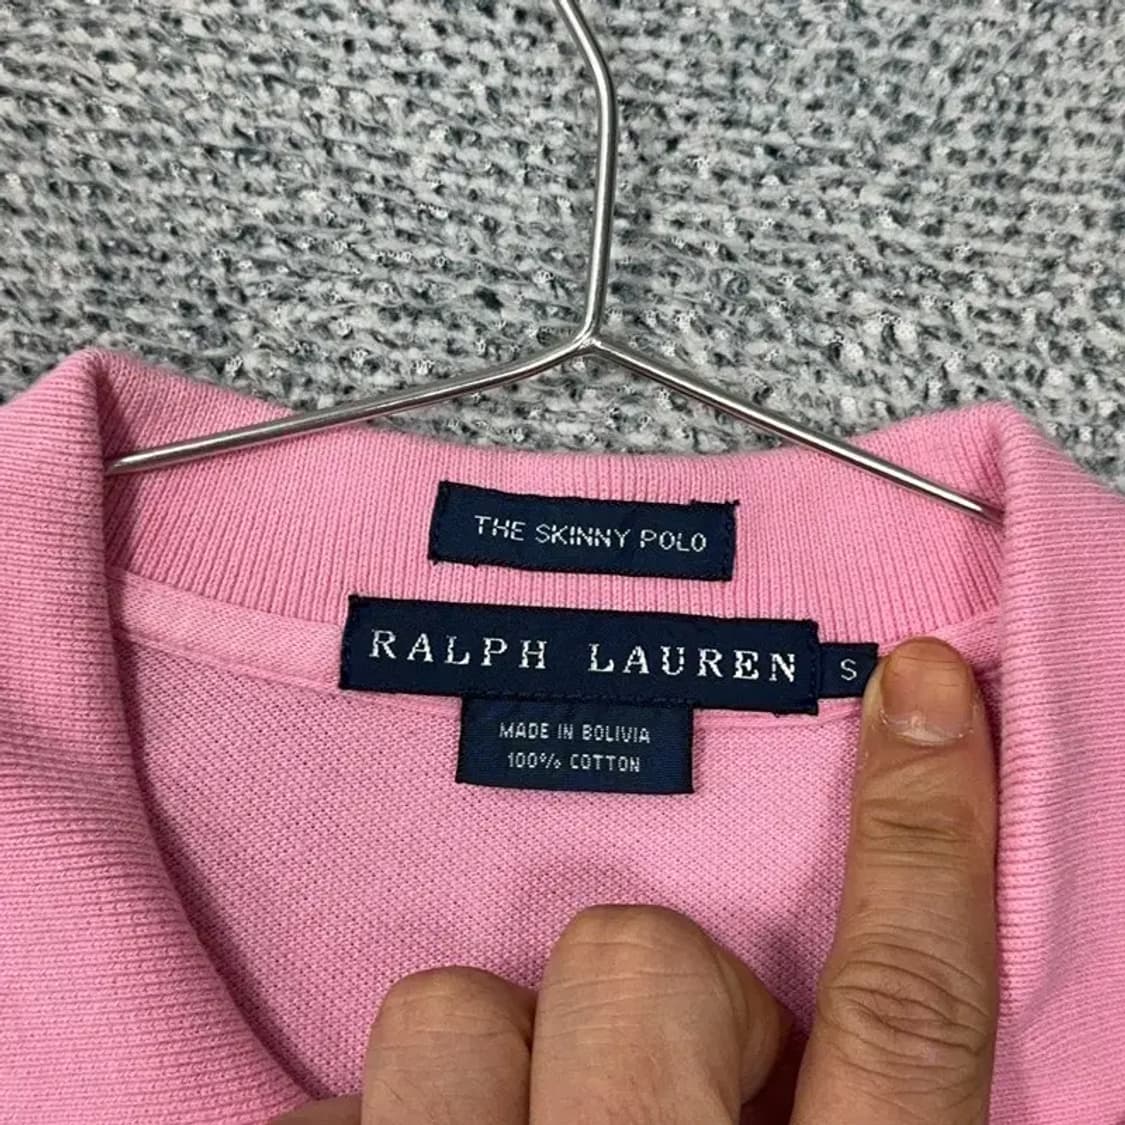 THE SKINNY POLO
RALPH LAUREN
S
MADE IN BOLIVIA
100% COTTON